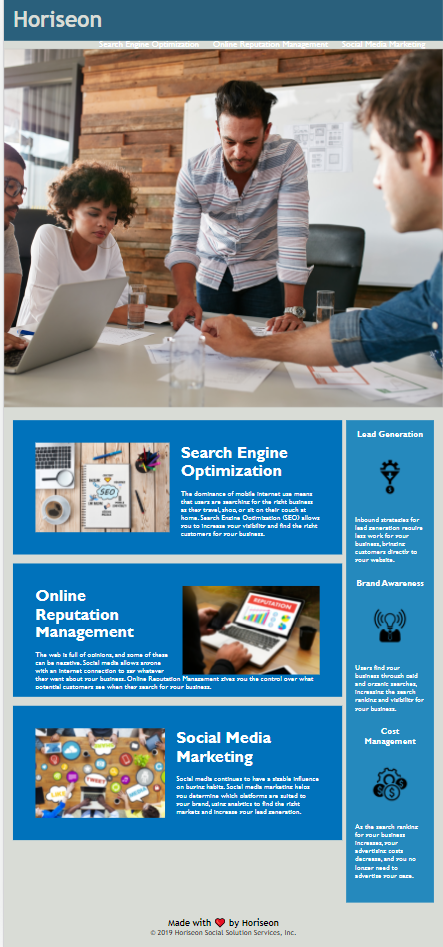 Horiseon
Search Engine Optimization Online Reputation Management Social Media Marketing
Search Engine
Optimization
The dominance of mobile internet use means
that users are searching for the right business
as they travel, shop, or sit on their couch at
home. Search Engine Optimization (SEO) allows
you to increase your visibility and find the right
customers for your business.
SEO
Online
Reputation
Management
The web is full of opinions, and some of these
can be negative. Social media allows anyone
with an internet connection to say whatever
they want about your business. Online Reputation Management gives you the control over what
potential customers see when they search for your business.
REPUTATION
Social Media
Marketing
Social media continues to have a sizable influence
on buying habits. Social media marketing helps
you determine which platforms are suited to
your brand, using analytics to find the right
markets and increase your lead generation.
LIKE
TWEET
MEDIA
Lead Generation
Inbound strategies for
lead generation require
less work for your
business, bringing
customers directly to
your website.
Brand Awareness
Users find your
business through paid
and organic searches,
increasing the search
ranking and visibility for
your business.
Cost
Management
As the search ranking
for your business
increases, your
advertising costs
decrease, and you no
longer need to
advertise your page.
Made with ❤️ by Horiseon
© 2019 Horiseon Social Solution Services, Inc.